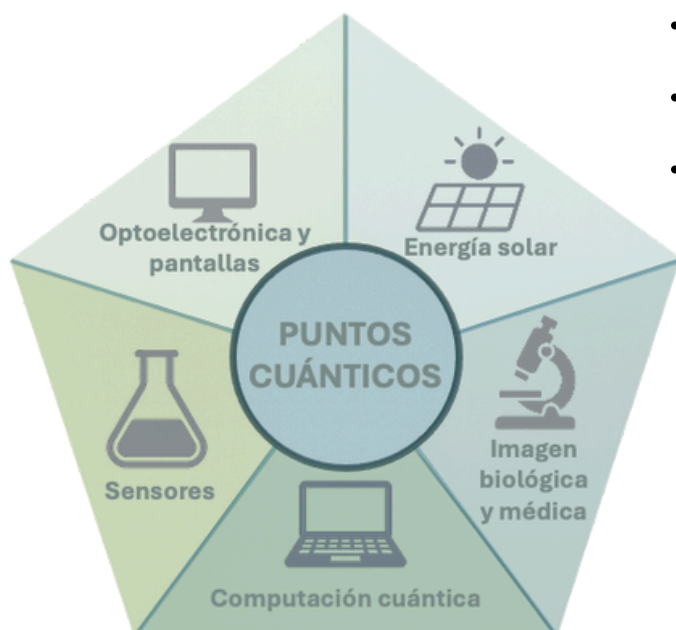 Optoelectrónica y
pantallas
Energía solar
PUNTOS
CUÁNTICOS
Sensores
Imagen
biológica
y médica
Computación cuántica